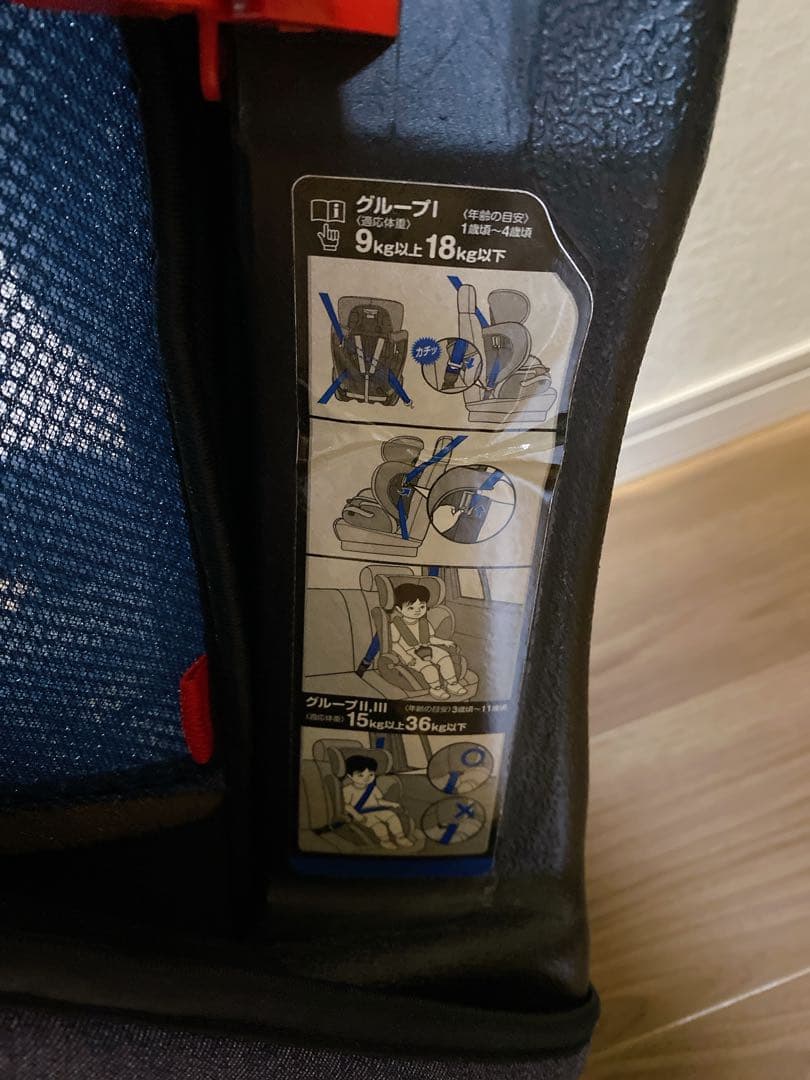 グループI
〈適応体重〉
9kg以上18kg以下
〈年齢の目安〉
1歳頃〜4歳頃
カチッ
グループII,III
〈年齢の目安〉3歳頃〜11歳頃
〈適応体重〉15kg以上36kg以下